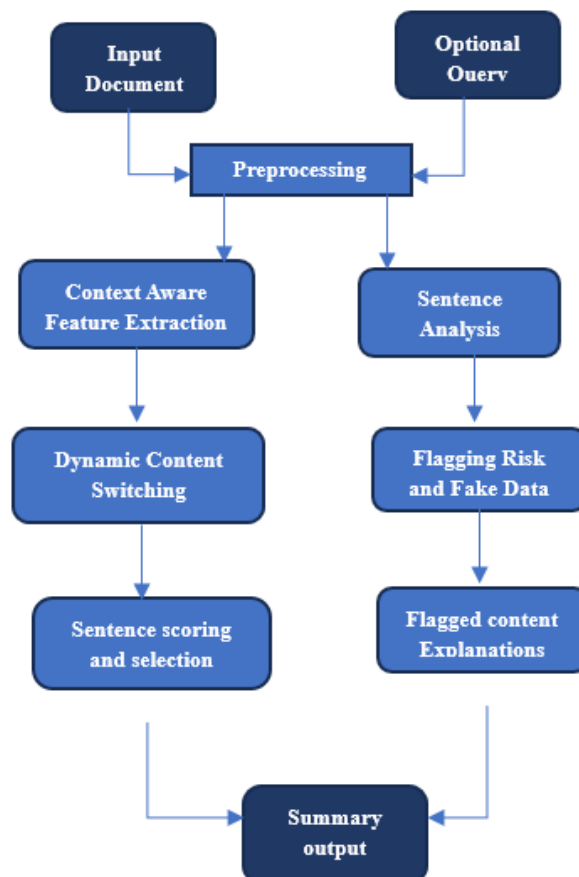 Input
Document
Optional
Query
Preprocessing
Context Aware
Feature Extraction
Sentence
Analysis
Dynamic Content
Switching
Flagging Risk
and Fake Data
Sentence scoring
and selection
Flagged content
Explanations
Summary
output